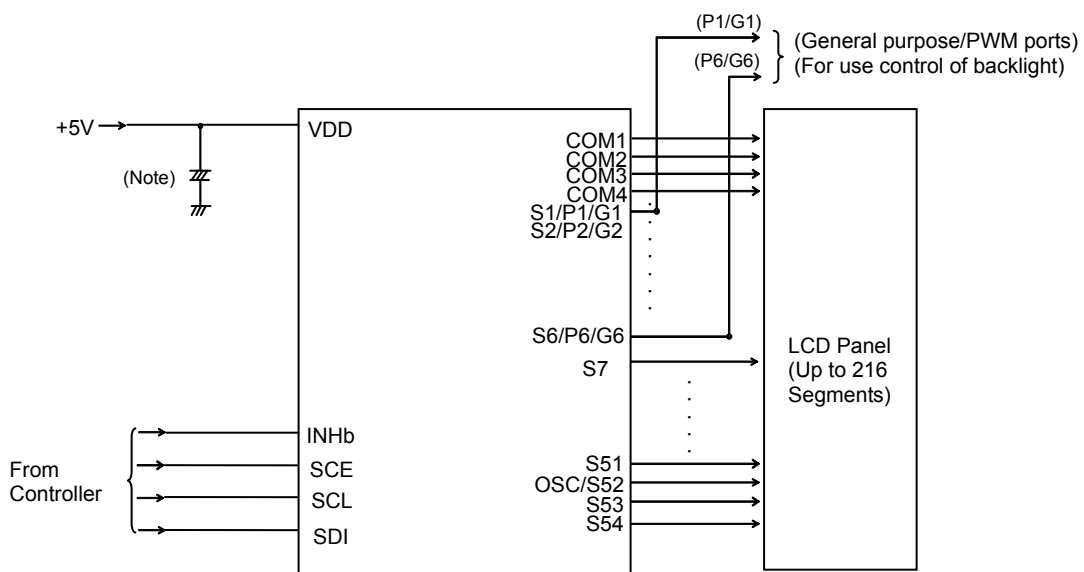 (P1/G1)
(General purpose/PWM ports)
(P6/G6)
(For use control of backlight)
+5V
VDD
(Note)
COM1
COM2
COM3
COM4
S1/P1/G1
S2/P2/G2
S6/P6/G6
S7
LCD Panel
(Up to 216
Segments)
From
Controller
INHb
SCE
SCL
SDI
S51
OSC/S52
S53
S54